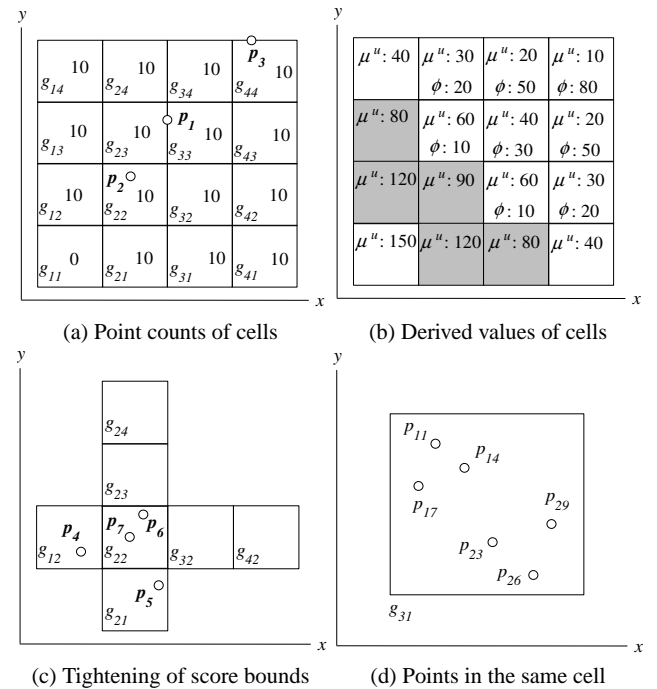 y
10 10 10 p₃ 10
g₁₄ g₂₄ g₃₄ g₄₄
10 10 p₁ 10 10
g₁₃ g₂₃ g₃₃ g₄₃
10 p₂ 10 10 10
g₁₂ g₂₂ g₃₂ g₄₂
0 10 10 10
g₁₁ g₂₁ g₃₁ g₄₁
x
(a) Point counts of cells
y
μᵘ: 40 μᵘ: 30 μᵘ: 20 μᵘ: 10
ϕ: 20 ϕ: 50 ϕ: 80
μᵘ: 80 μᵘ: 60 μᵘ: 40 μᵘ: 20
ϕ: 10 ϕ: 30 ϕ: 50
μᵘ: 120 μᵘ: 90 μᵘ: 60 μᵘ: 30
ϕ: 10 ϕ: 20
μᵘ: 150 μᵘ: 120 μᵘ: 80 μᵘ: 40
x
(b) Derived values of cells
y
g₂₄
g₂₃
p₄ p₇ p₆
g₁₂ g₂₂ g₃₂ g₄₂
p₅
g₂₁
x
(c) Tightening of score bounds
y
p₁₁
p₁₄
p₁₇
p₂₉
p₂₃
p₂₆
g₃₁
x
(d) Points in the same cell